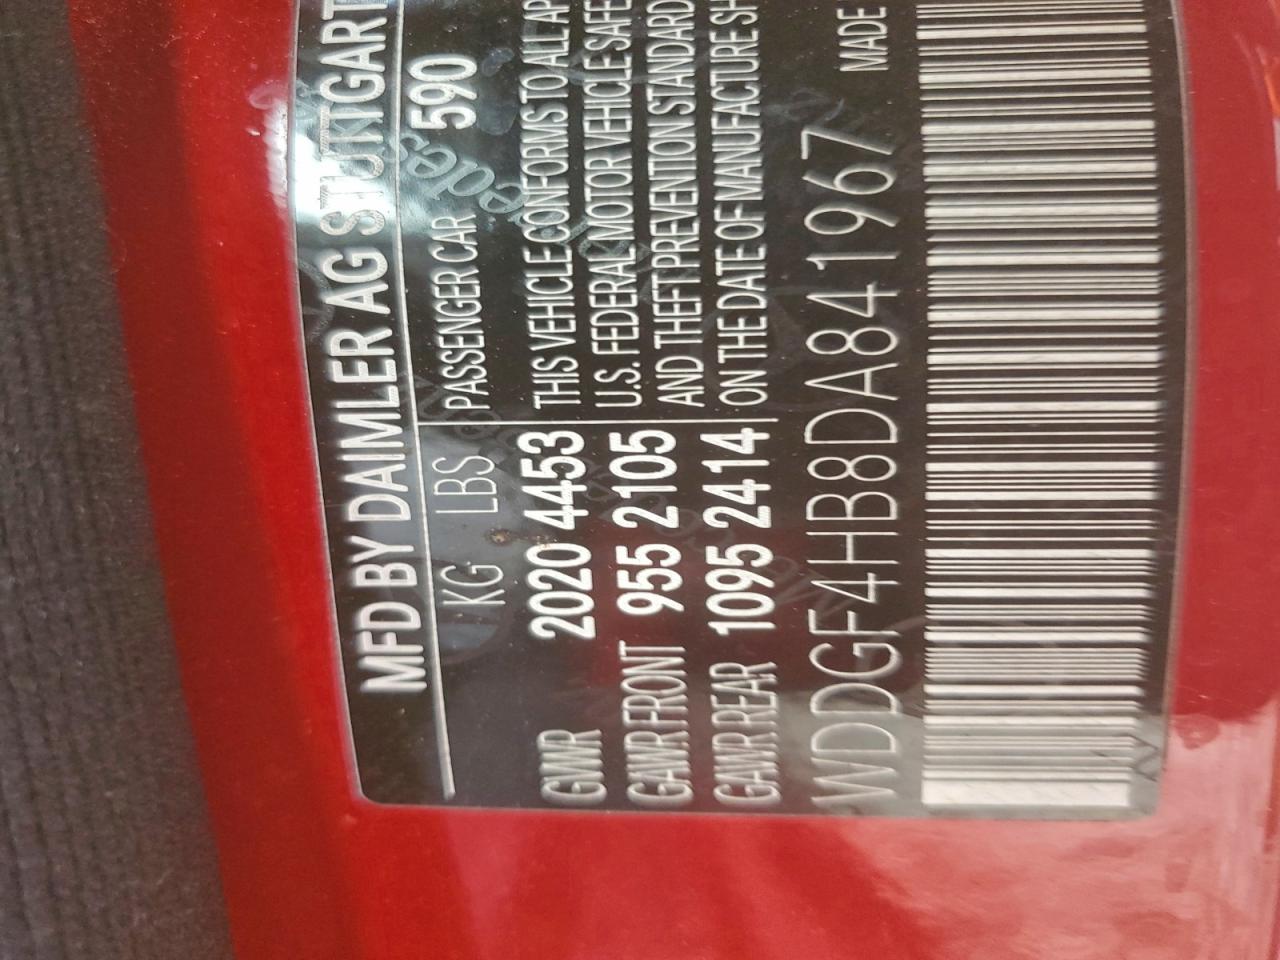 MFD BY DAIMLER AG STUTTGART
KG LBS PASSENGER CAR 590
GVWR 2020 4453 THIS VEHICLE CONFORMS TO ALL AP
GAWR FRONT 955 2105 U.S. FEDERAL MOTOR VEHICLE SAFE
GAWR REAR 1095 2414 AND THEFT PREVENTION STANDARD
ON THE DATE OF MANUFACTURE SH
WDDGF4HB8DA841967 MADE